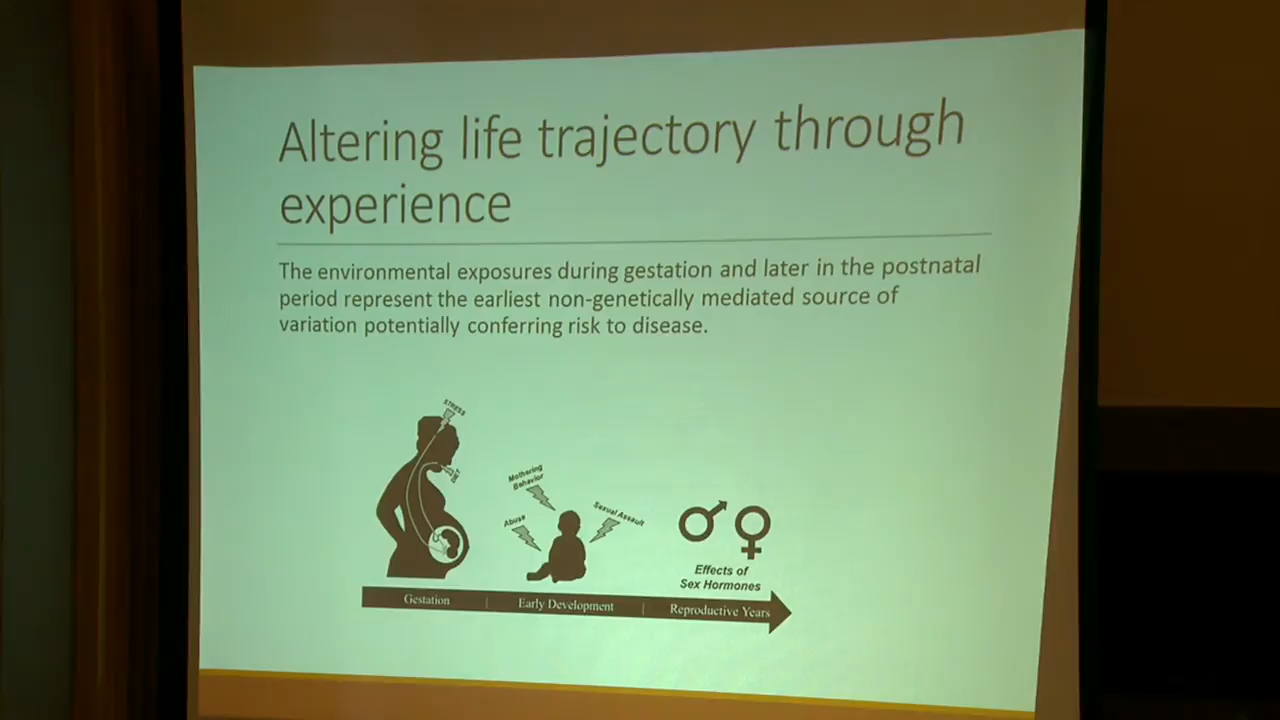 Altering life trajectory through
experience
The environmental exposures during gestation and later in the postnatal
period represent the earliest non-genetically mediated source of
variation potentially conferring risk to disease.
STRESS
Mothering
Behavior
Abuse
Sexual Assault
Effects of
Sex Hormones
Gestation | Early Development | Reproductive Years